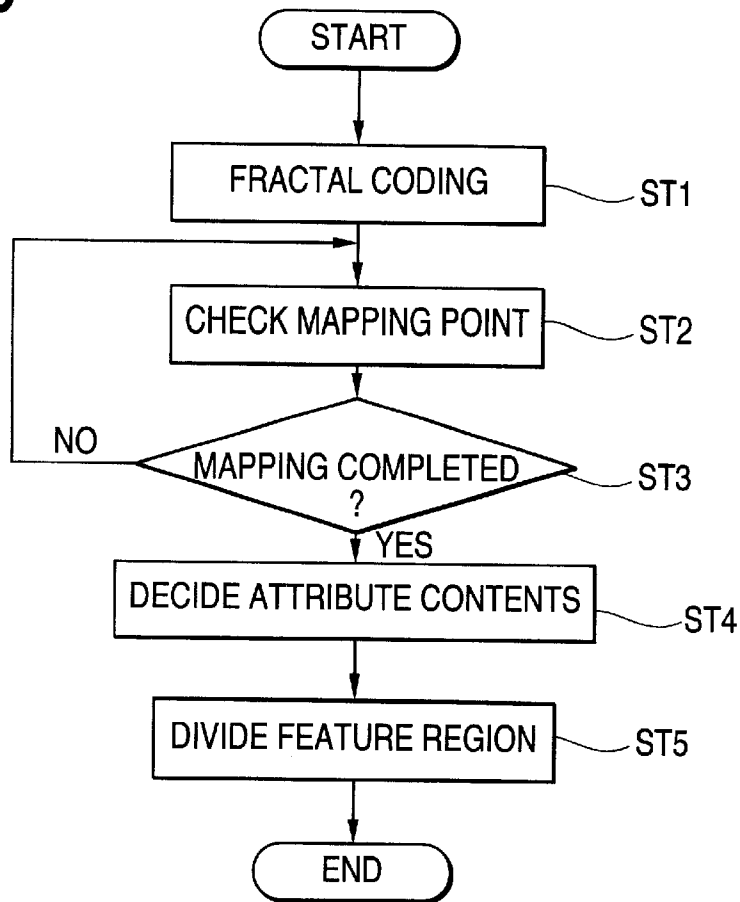 START
FRACTAL CODING
ST1
CHECK MAPPING POINT
ST2
NO
MAPPING COMPLETED
?
ST3
YES
DECIDE ATTRIBUTE CONTENTS
ST4
DIVIDE FEATURE REGION
ST5
END